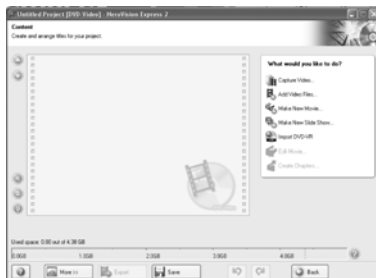 Untitled Project [DVD-Video] - NeroVision Express 2
Content
Create and arrange titles for your project.
What would you like to do?
Capture Video...
Add Video Files...
Make New Movie...
Make New Slide Show...
Import DVD-VR
Edit Movie...
Create Chapters...
Used space: 0.00 out of 4.38 GB
0.0GB 1.0GB 2.0GB 3.0GB 4.0GB
More >> Export Save Back